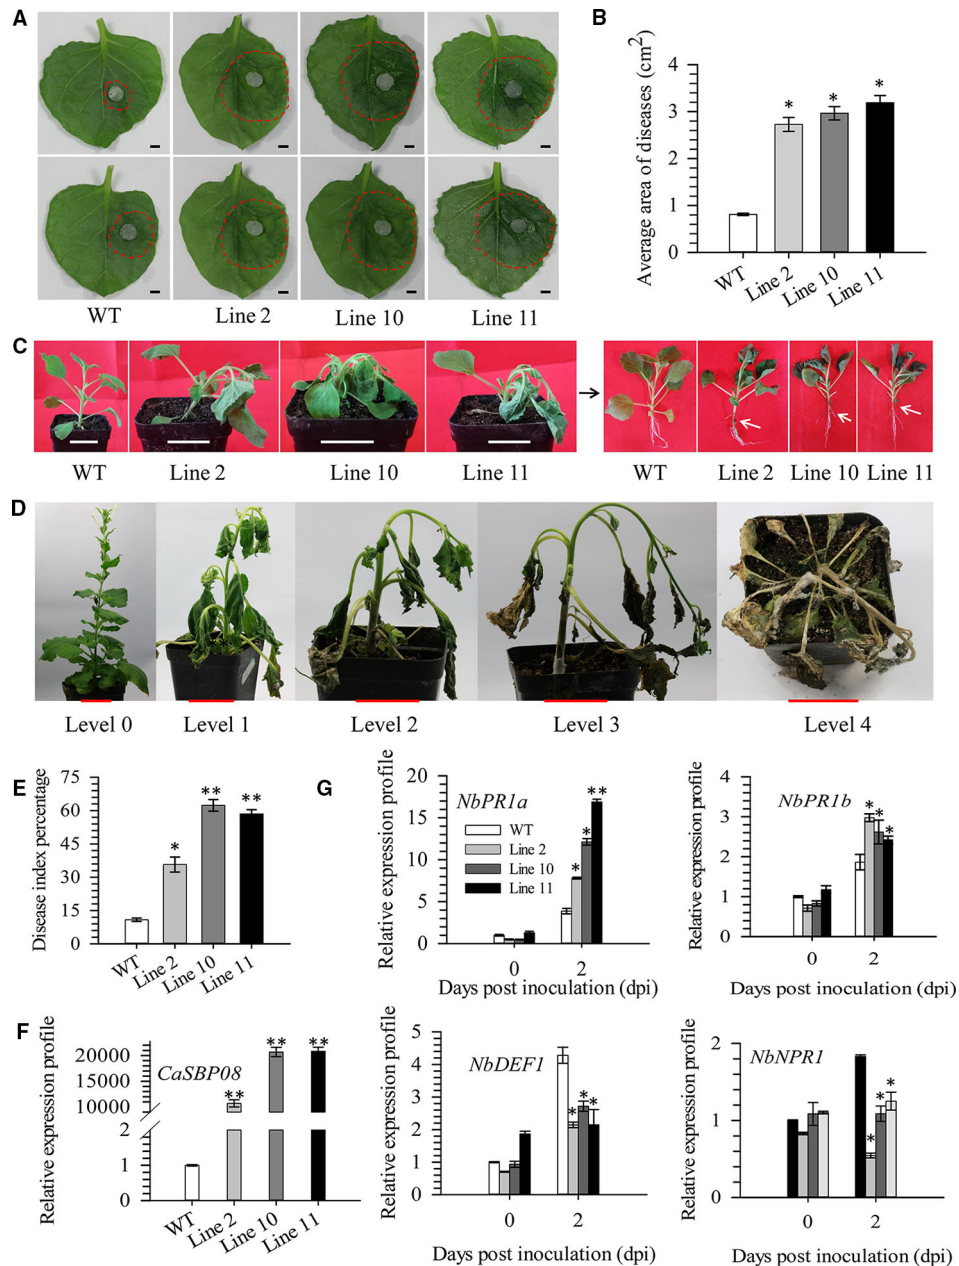 A
WT
Line 2
Line 10
Line 11
B
Average area of diseases (cm²)
4
3
2
1
0
*
*
*
WT
Line 2
Line 10
Line 11
C
WT
Line 2
Line 10
Line 11
WT
Line 2
Line 10
Line 11
D
Level 0
Level 1
Level 2
Level 3
Level 4
E
Disease index percentage
75
60
45
30
15
0
*
**
**
WT
Line 2
Line 10
Line 11
F
Relative expression profile
CaSBP08
20000
15000
10000
2
1
0
**
**
**
WT
Line 2
Line 10
Line 11
G
Relative expression profile
NbPR1a
20
15
10
5
0
WT
Line 2
Line 10
Line 11
*
*
**
0
2
Days post inoculation (dpi)
Relative expression profile
NbPR1b
4
3
2
1
0
*
*
*
0
2
Days post inoculation (dpi)
Relative expression profile
NbDEF1
5
4
3
2
1
0
*
*
*
0
2
Days post inoculation (dpi)
Relative expression profile
NbNPR1
2
1
0
*
*
*
0
2
Days post inoculation (dpi)